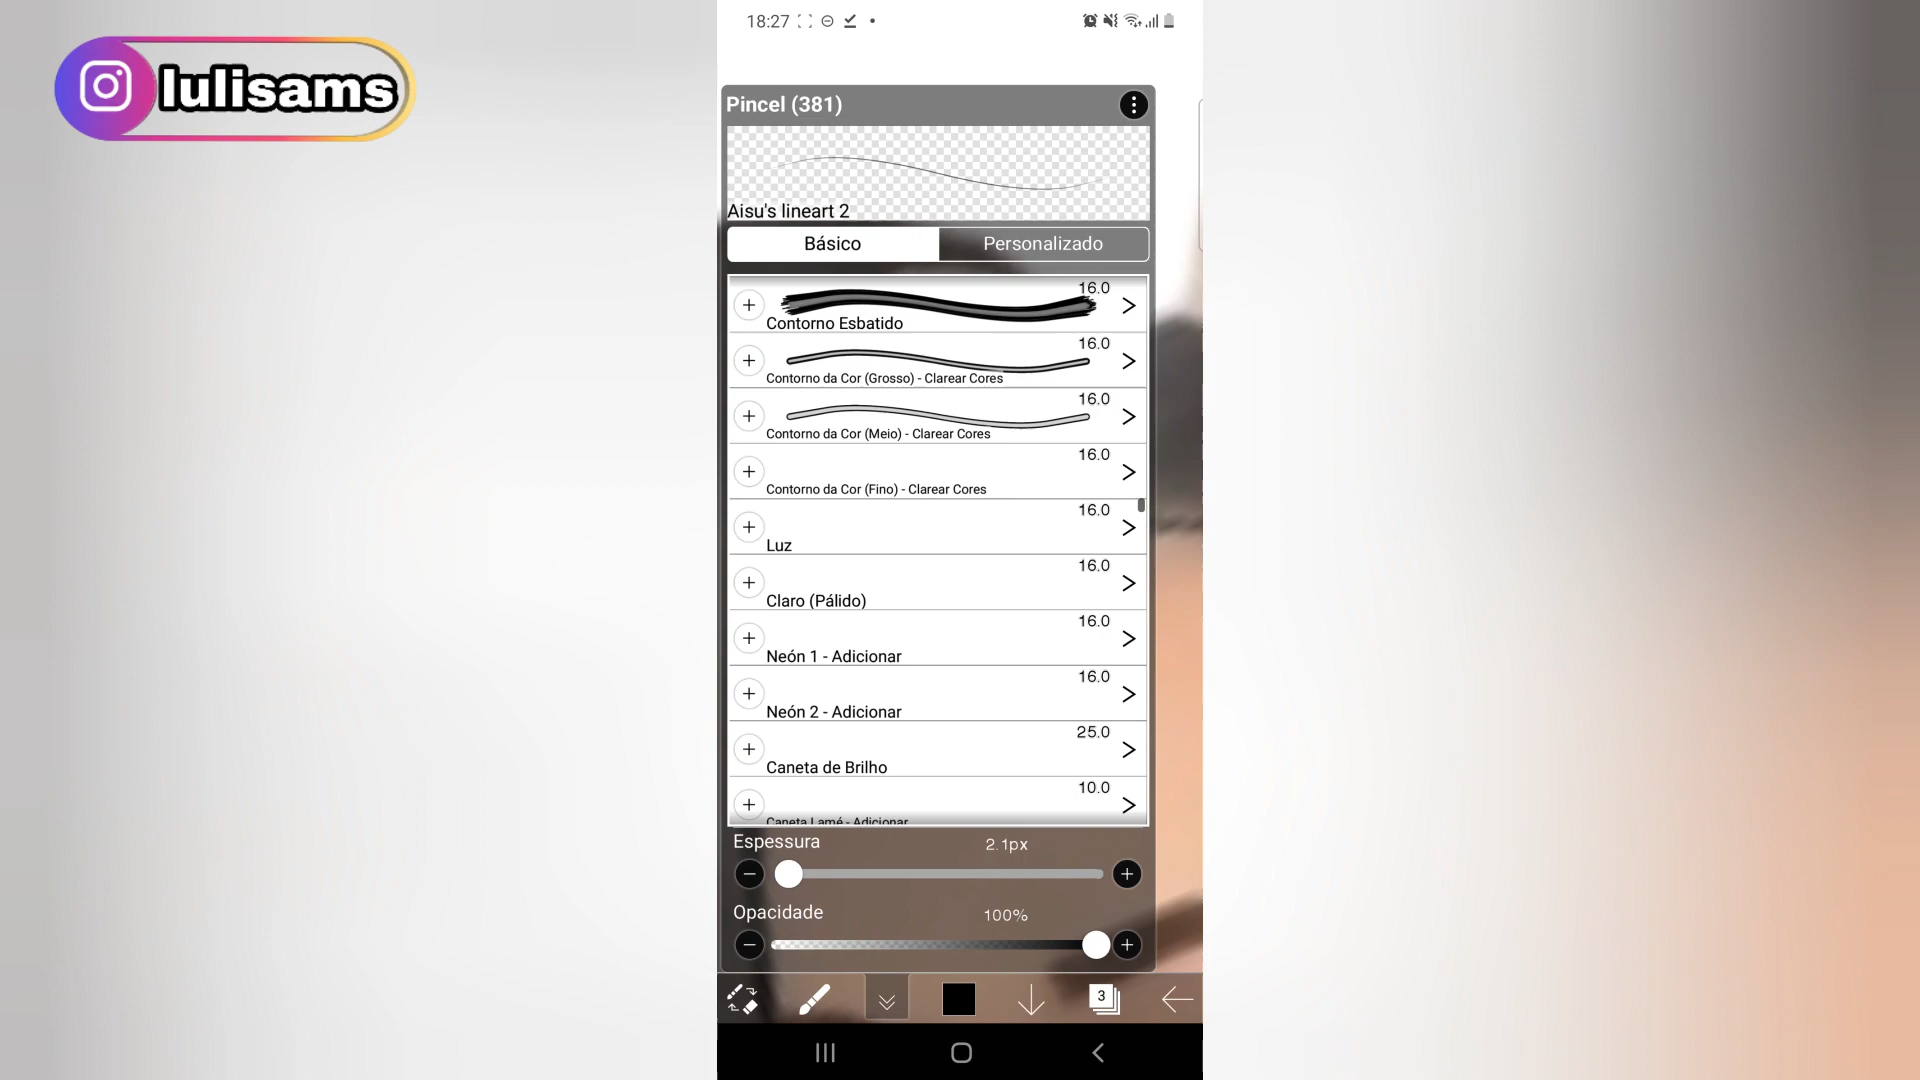 18:27
lulisams
Pincel (381)
Aisu's lineart 2
Básico
Personalizado
16.0
Contorno Esbatido
16.0
Contorno da Cor (Grosso) - Clarear Cores
16.0
Contorno da Cor (Meio) - Clarear Cores
16.0
Contorno da Cor (Fino) - Clarear Cores
16.0
Luz
16.0
Claro (Pálido)
16.0
Neón 1 - Adicionar
16.0
Neón 2 - Adicionar
25.0
Caneta de Brilho
10.0
Caneta Lamé - Adicionar
Espessura 2.1px
Opacidade 100%
3